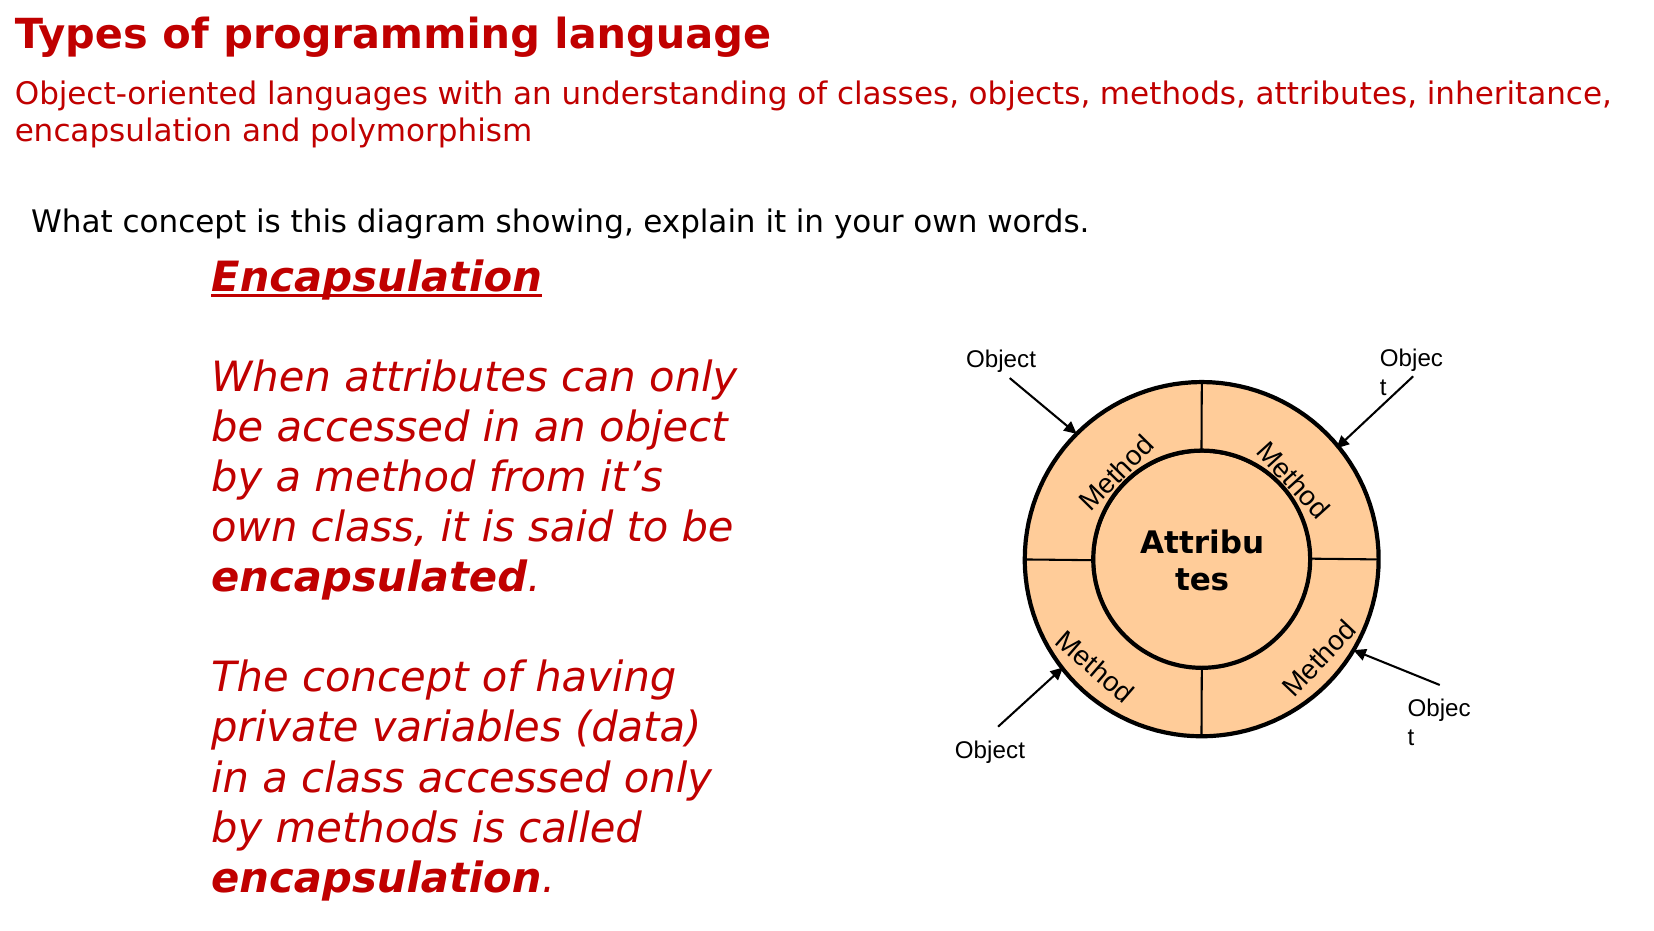 Types of programming language
Object-oriented languages with an understanding of classes, objects, methods, attributes, inheritance,
encapsulation and polymorphism
What concept is this diagram showing, explain it in your own words.
Encapsulation
When attributes can only
be accessed in an object
by a method from it’s
own class, it is said to be
encapsulated.
The concept of having
private variables (data)
in a class accessed only
by methods is called
encapsulation.
Object
Objec
t
Method
Method
Attribu
tes
Method
Method
Object
Objec
t